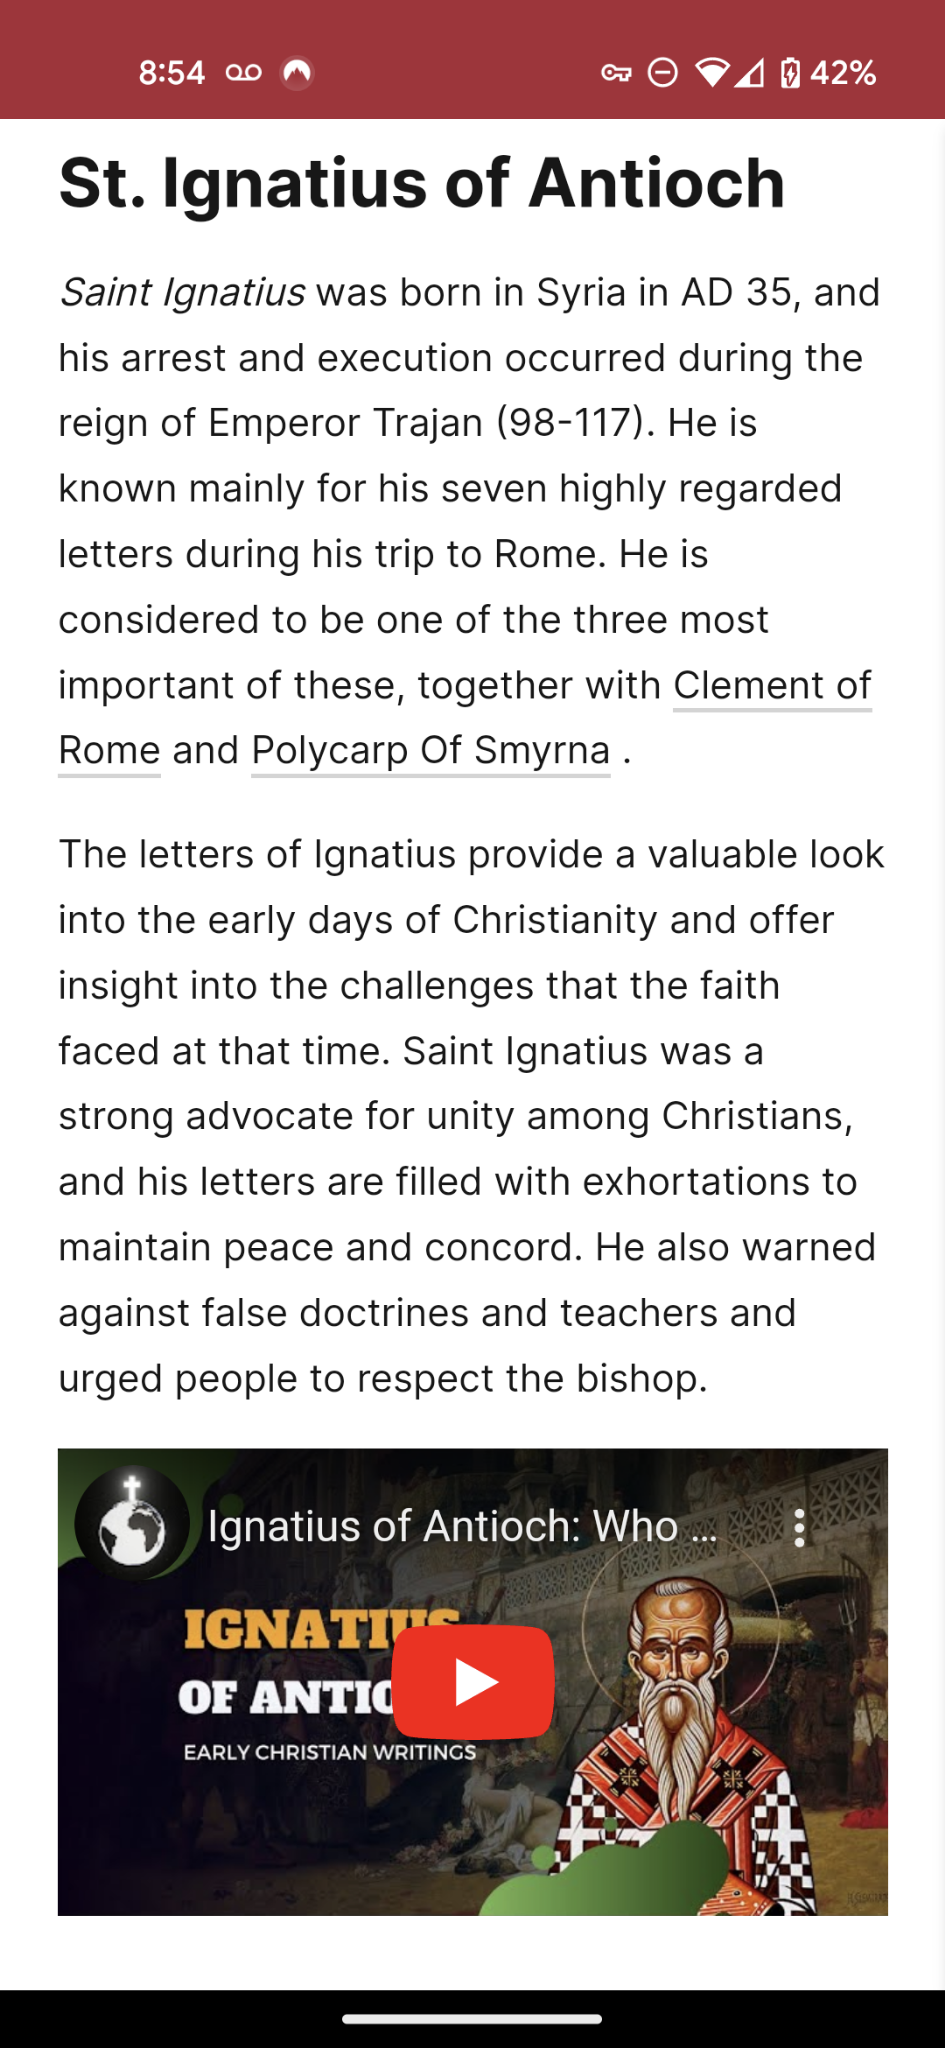 8:54
42%
St. Ignatius of Antioch
Saint Ignatius was born in Syria in AD 35, and
his arrest and execution occurred during the
reign of Emperor Trajan (98-117). He is
known mainly for his seven highly regarded
letters during his trip to Rome. He is
considered to be one of the three most
important of these, together with Clement of
Rome and Polycarp Of Smyrna .
The letters of Ignatius provide a valuable look
into the early days of Christianity and offer
insight into the challenges that the faith
faced at that time. Saint Ignatius was a
strong advocate for unity among Christians,
and his letters are filled with exhortations to
maintain peace and concord. He also warned
against false doctrines and teachers and
urged people to respect the bishop.
Ignatius of Antioch: Who ...
IGNATIUS
OF ANTIO
EARLY CHRISTIAN WRITINGS